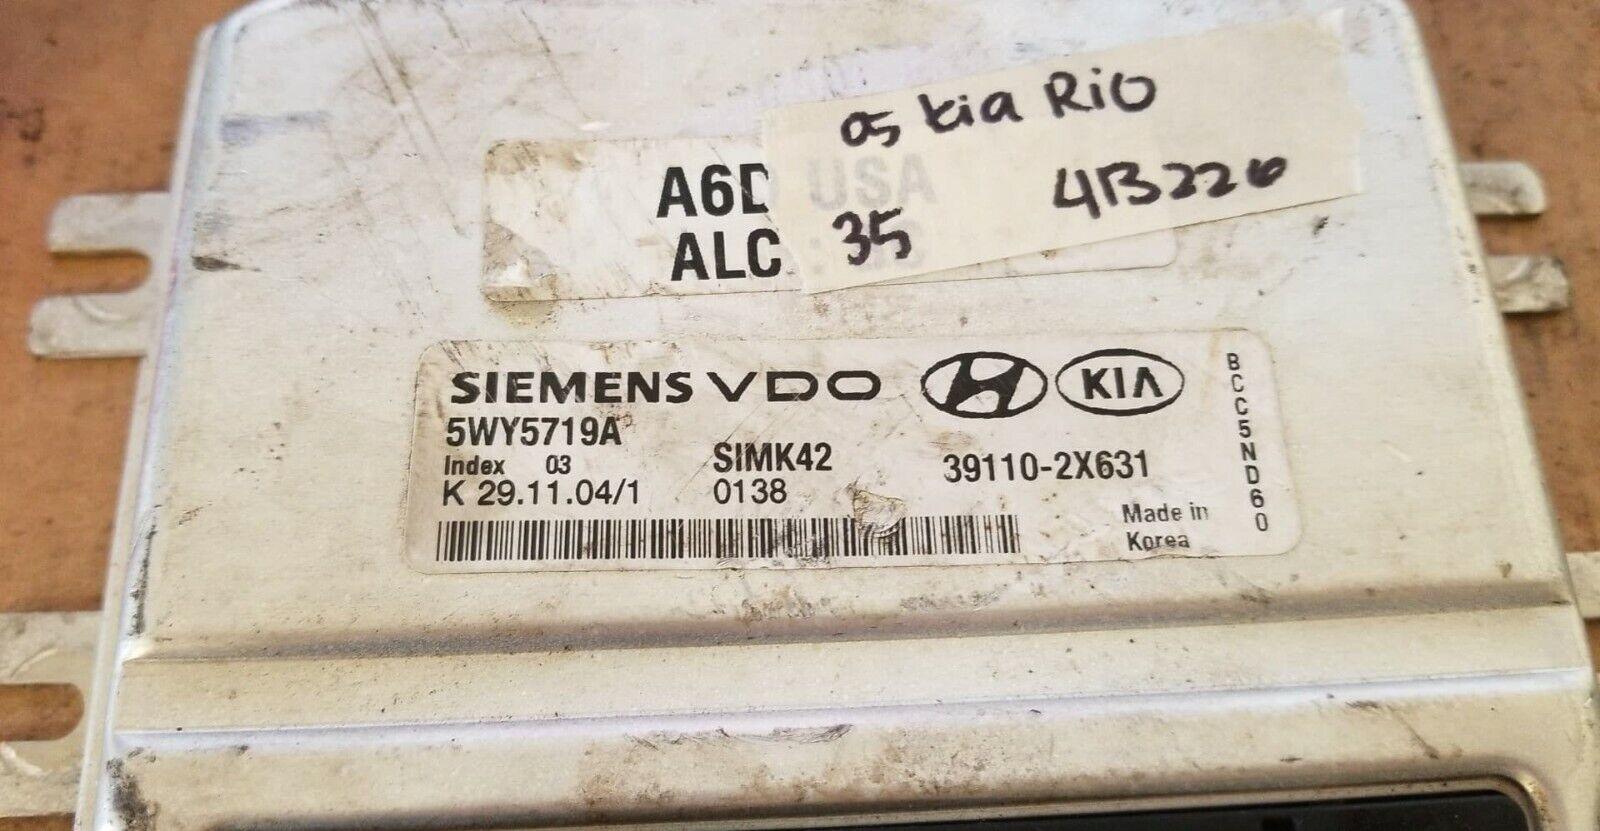 05 Kia Rio
4B226
35
A6D USA
ALC :
SIEMENS VDO
KIA
5WY5719A
Index 03
SIMK42
39110-2X631
K 29.11.04/1
0138
Made in
Korea
BCC5ND60